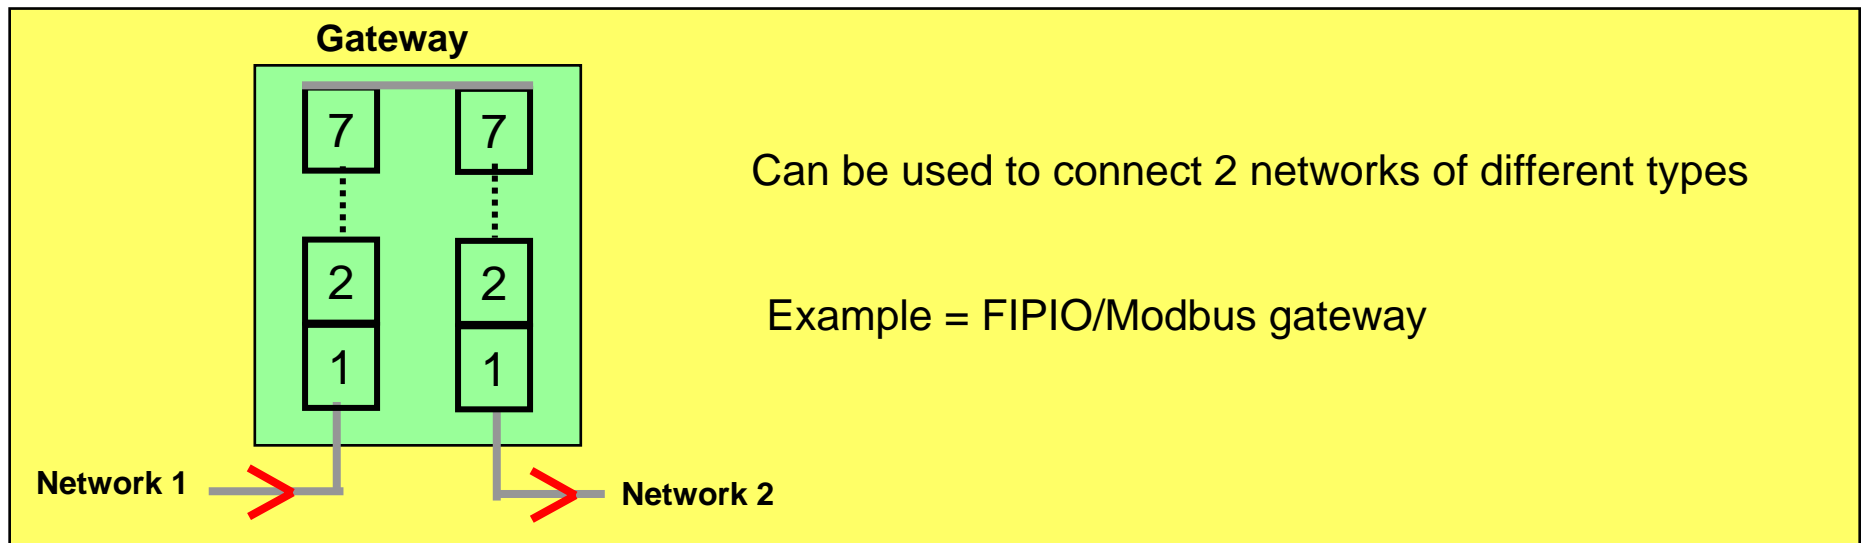 Gateway
7 7
Can be used to connect 2 networks of different types
2 2
Example = FIPIO/Modbus gateway
1 1
Network 1
Network 2